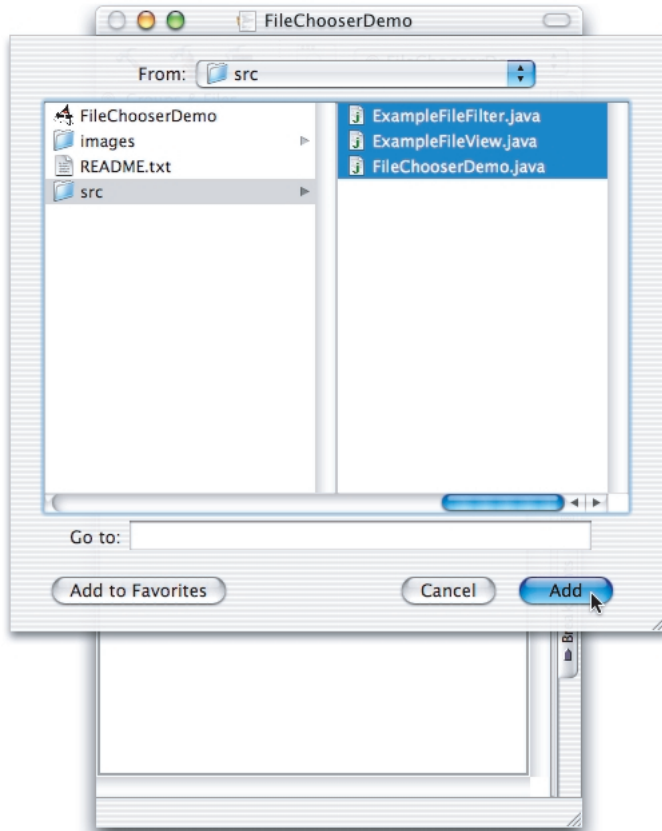 FileChooserDemo
From: src
FileChooserDemo
images
README.txt
src
ExampleFileFilter.java
ExampleFileView.java
FileChooserDemo.java
Go to:
Add to Favorites
Cancel
Add